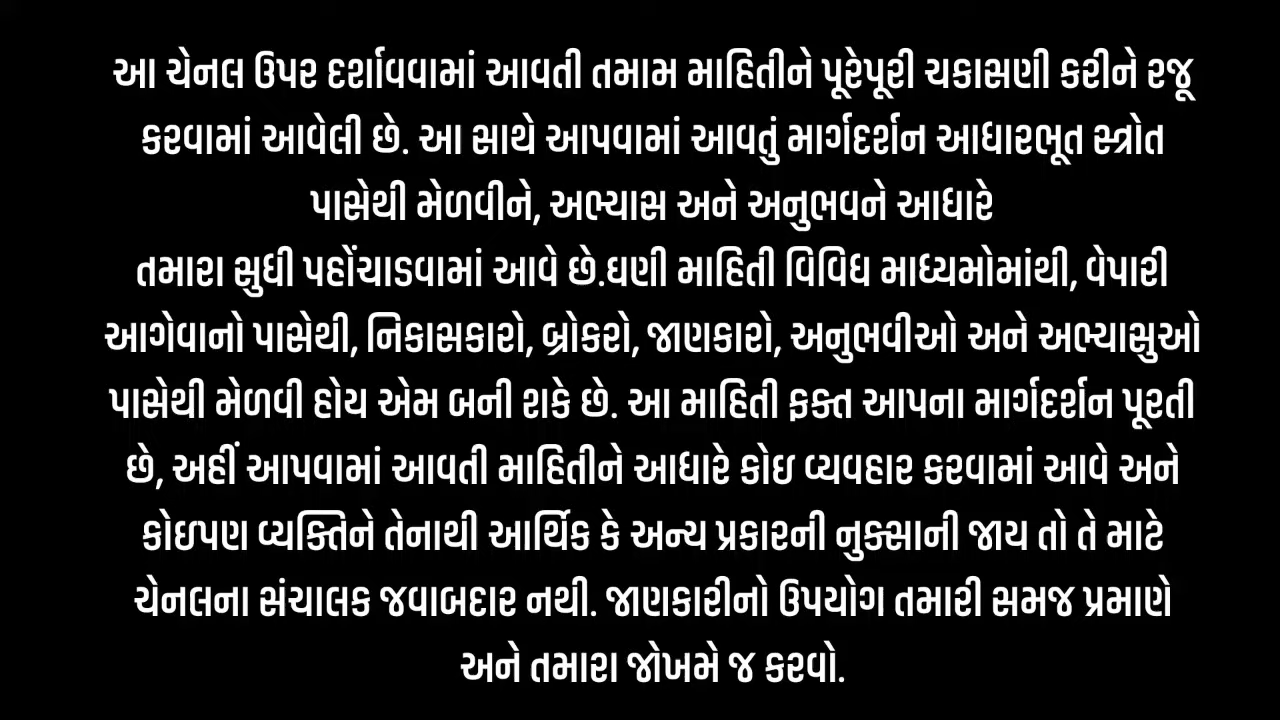 આ ચેનલ ઉપર દર્શાવવામાં આવતી તમામ માહિતીને પૂરેપૂરી ચકાસણી કરીને રજૂ
કરવામાં આવેલી છે. આ સાથે આપવામાં આવતું માર્ગદર્શન આધારભૂત સ્ત્રોત
પાસેથી મેળવીને, અભ્યાસ અને અનુભવને આધારે
તમારા સુધી પહોંચાડવામાં આવે છે.ઘણી માહિતી વિવિધ માધ્યમોમાંથી, વેપારી
આગેવાનો પાસેથી, નિકાસકારો, બ્રોકરો, જાણકારો, અનુભવીઓ અને અભ્યાસુઓ
પાસેથી મેળવી હોય એમ બની શકે છે. આ માહિતી ફક્ત આપના માર્ગદર્શન પૂરતી
છે, અહીં આપવામાં આવતી માહિતીને આધારે કોઇ વ્યવહાર કરવામાં આવે અને
કોઇપણ વ્યક્તિને તેનાથી આર્થિક કે અન્ય પ્રકારની નુક્સાની જાય તો તે માટે
ચેનલના સંચાલક જવાબદાર નથી. જાણકારીનો ઉપયોગ તમારી સમજ પ્રમાણે
અને તમારા જોખમે જ કરવો.